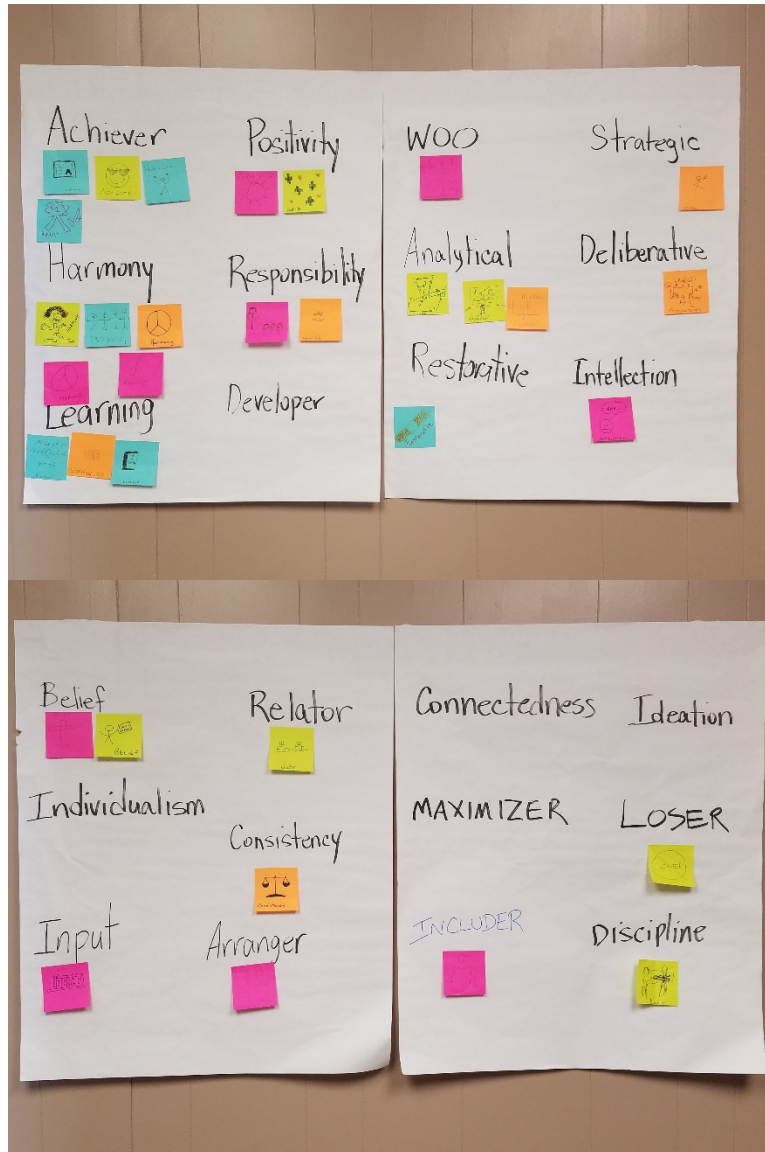 Achiever
Positivity
Harmony
Responsibility
Learning
Developer
WOO
Strategic
Analytical
Deliberative
Restorative
Intellection
Belief
BELIEF
Relator
Individualism
Consistency
Input
Arranger
Connectedness
Ideation
MAXIMIZER
LOSER
INCLUDER
Discipline